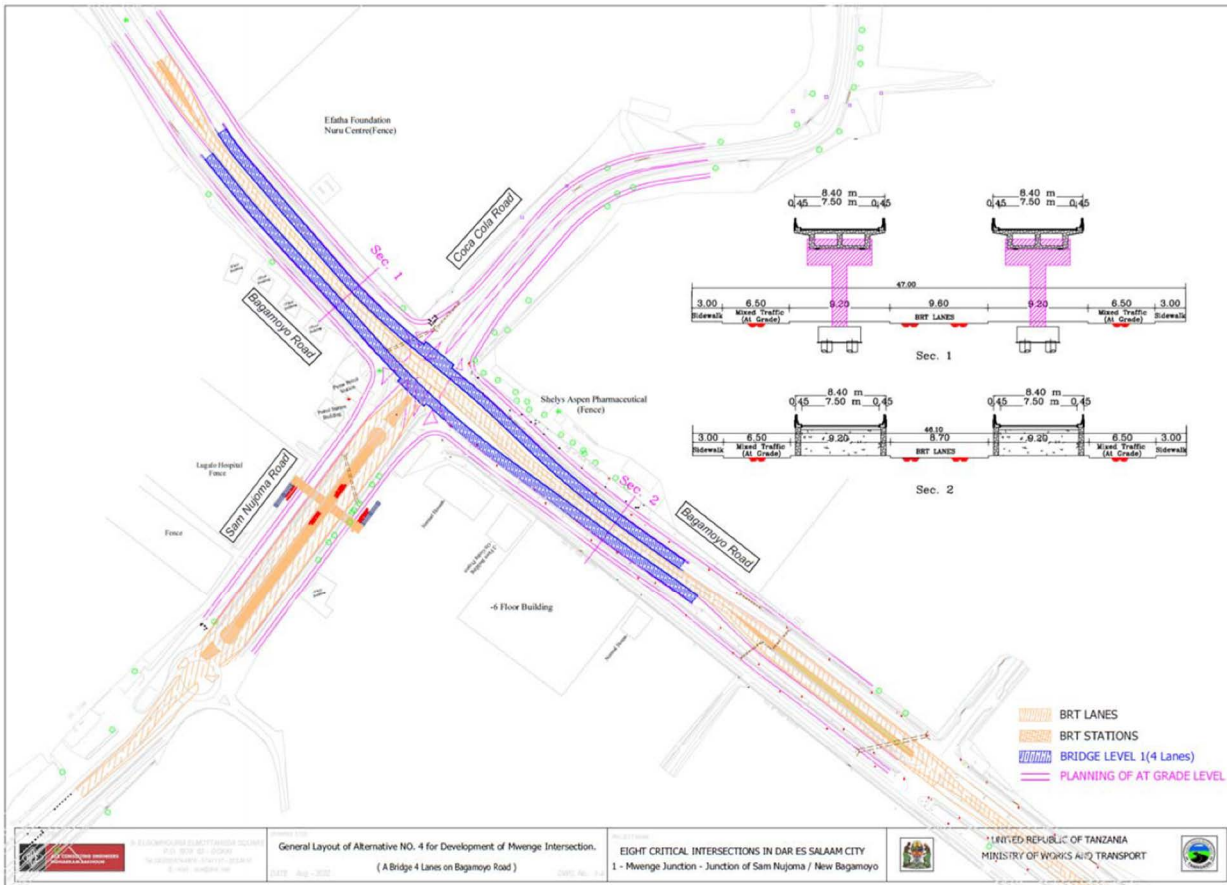 Efatha Foundation
Nuru Centre(Fence)
Coca Cola Road
Sec. 1
Bagamoyo Road
Shelys Aspen Pharmaceutical
(Fence)
Lugalo Hospital
Fence
Fence
Sam Nujoma Road
Sec. 2
Bagamoyo Road
-6 Floor Building
8.40 m
0.45 7.50 m 0.45
8.40 m
0.45 7.50 m 0.45
47.00
3.00 6.50 9.20 9.60 9.20 6.50 3.00
Sidewalk Mixed Traffic BRT LANES Mixed Traffic Sidewalk
(At Grade) (At Grade)
Sec. 1
8.40 m
0.45 7.50 m 0.45
8.40 m
0.45 7.50 m 0.45
46.10
3.00 6.50 9.20 8.70 9.20 6.50 3.00
Sidewalk Mixed Traffic BRT LANES Mixed Traffic Sidewalk
(At Grade) (At Grade)
Sec. 2
BRT LANES
BRT STATIONS
BRIDGE LEVEL 1(4 Lanes)
PLANNING OF AT GRADE LEVEL
General Layout of Alternative NO. 4 for Development of Mwenge Intersection.
( A Bridge 4 Lanes on Bagamoyo Road )
EIGHT CRITICAL INTERSECTIONS IN DAR ES SALAAM CITY
1 - Mwenge Junction - Junction of Sam Nujoma / New Bagamoyo
UNITED REPUBLIC OF TANZANIA
MINISTRY OF WORKS AND TRANSPORT